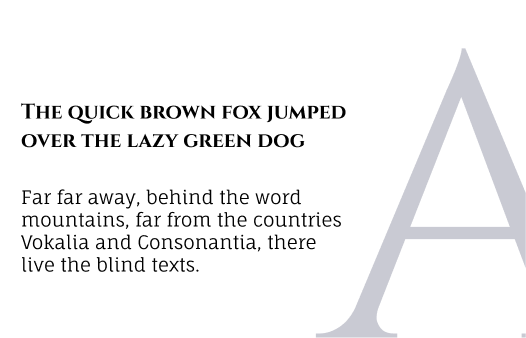 The quick brown fox jumped
over the lazy green dog
Far far away, behind the word
mountains, far from the countries
Vokalia and Consonantia, there
live the blind texts.
A